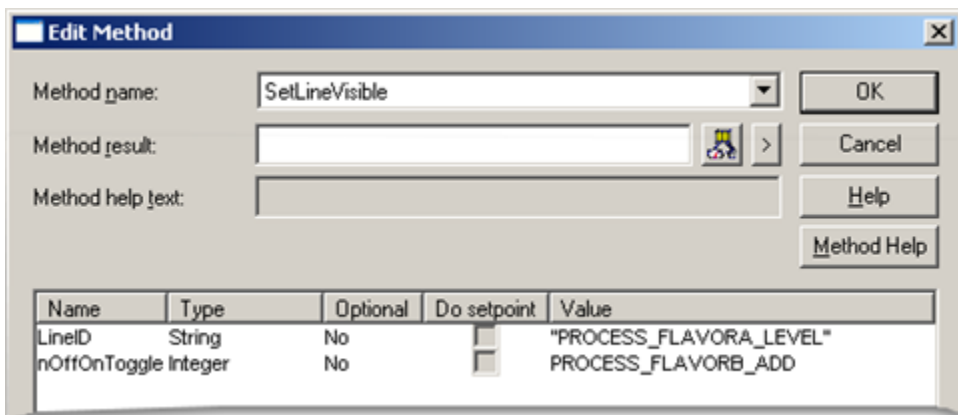 Edit Method
Method name: SetLineVisible OK
Method result: > Cancel
Method help text: Help
Method Help
Name Type Optional Do setpoint Value
LineID String No "PROCESS_FLAVORA_LEVEL"
nOffOnToggle Integer No PROCESS_FLAVORB_ADD